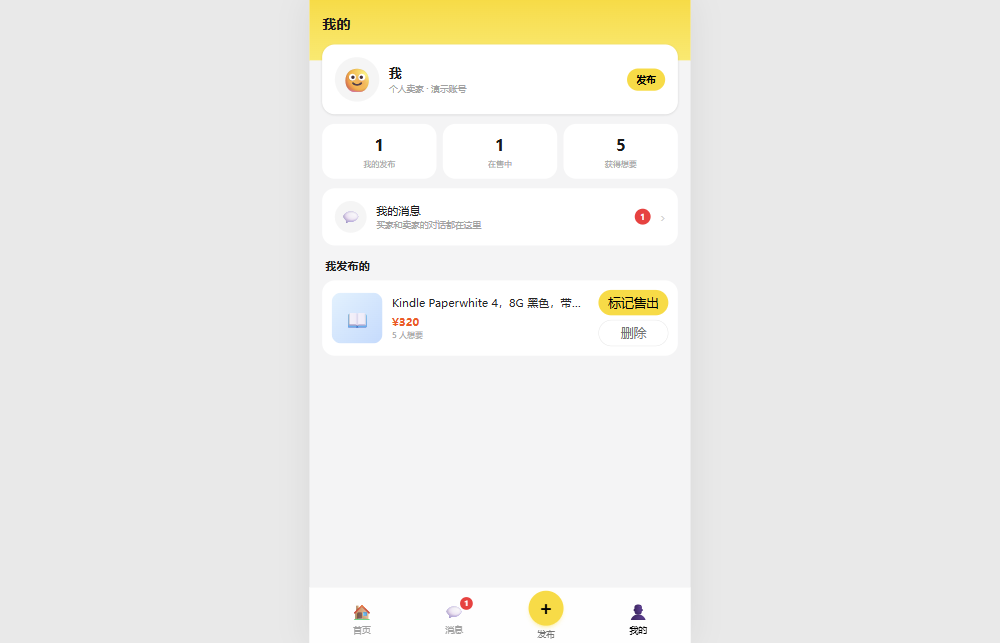 我的
我
个人卖家 · 演示账号
发布
1
我的发布
1
在售中
5
获得想要
我的消息
买家和卖家的对话都在这里
1
我发布的
Kindle Paperwhite 4，8G 黑色，带...
¥320
5 人想要
标记售出
删除
首页
1
消息
+
发布
我的